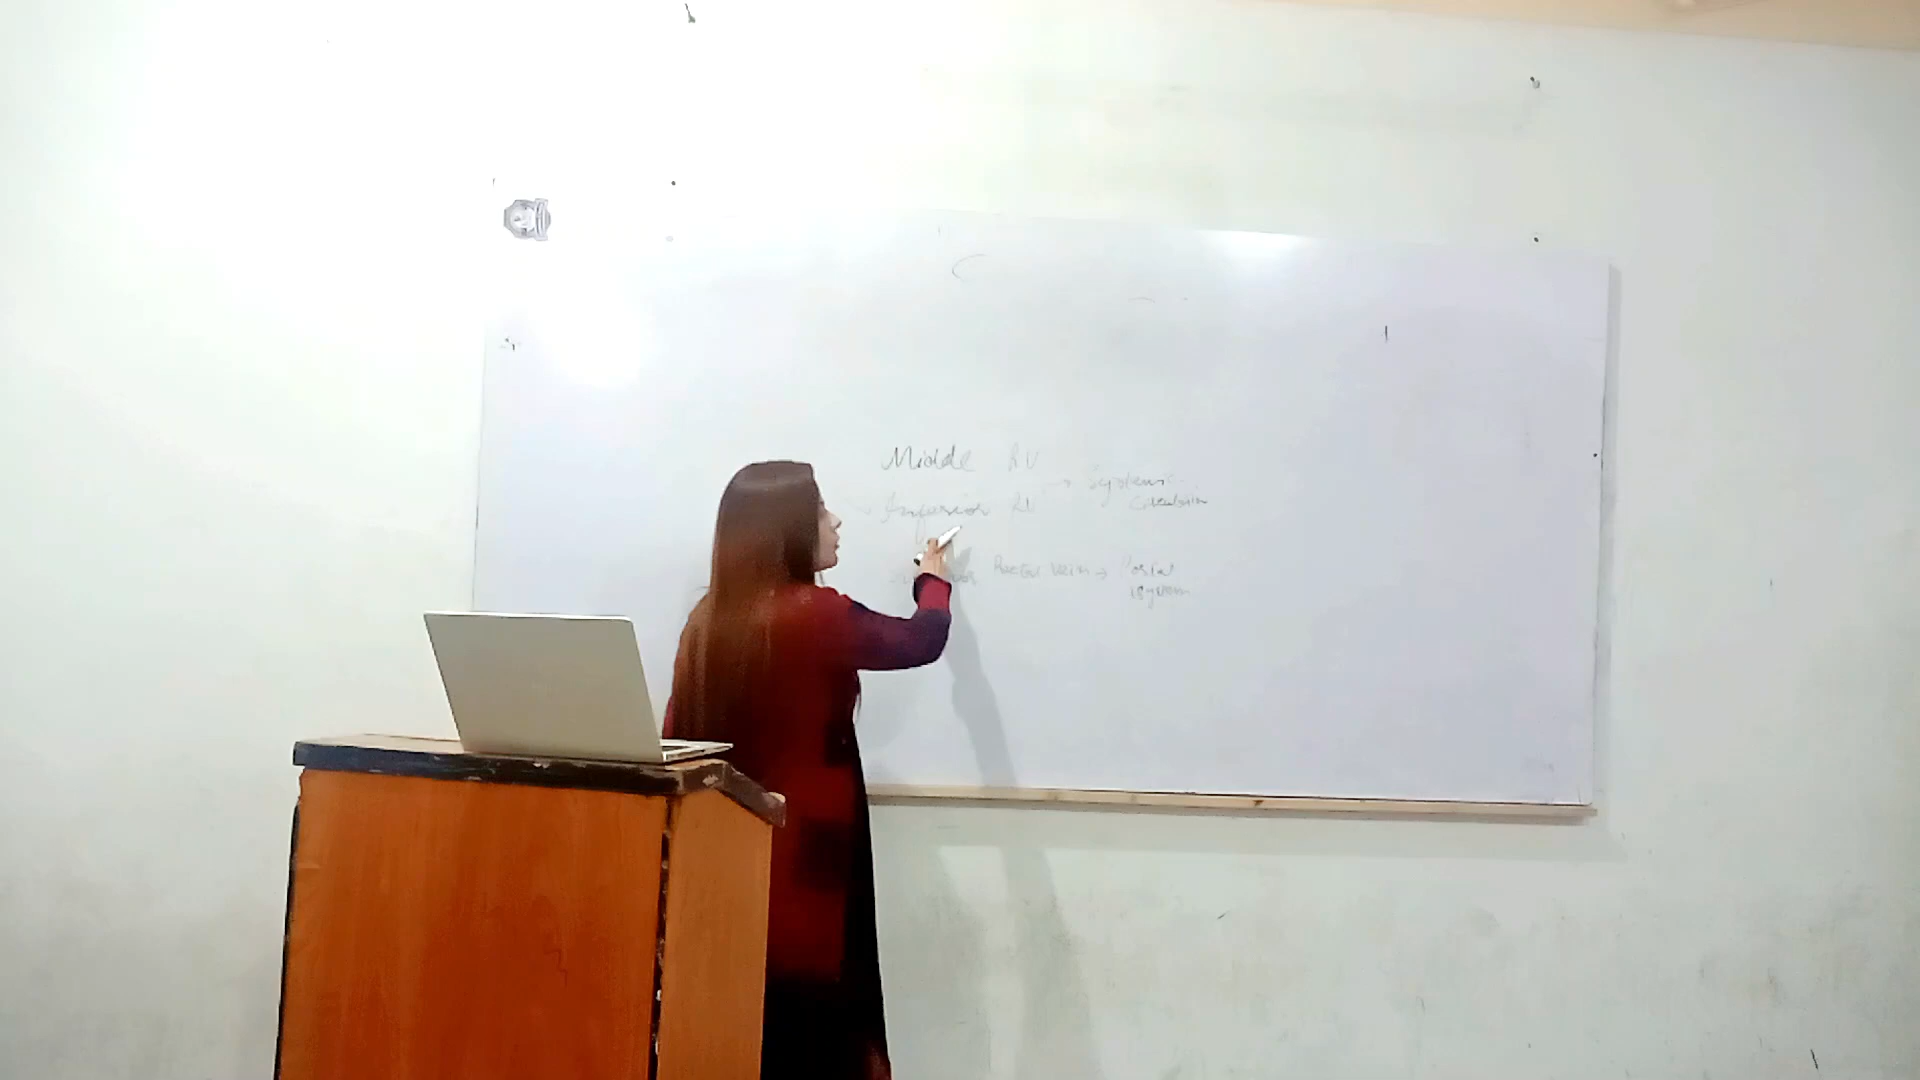 Middle RV
Inferior RV → Systemic
Circulation
Rectal vein → Portal
System